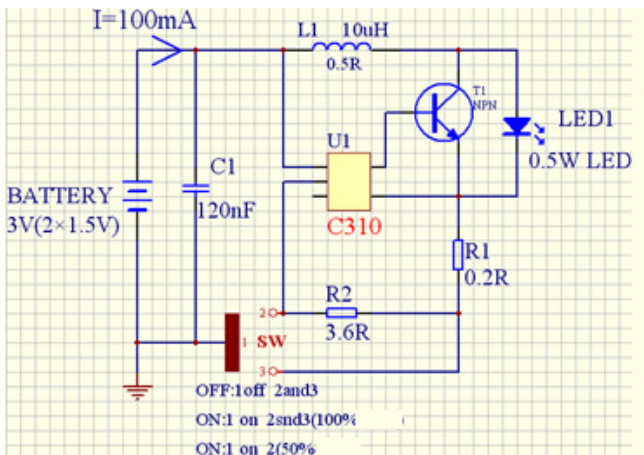 I=100mA
L1 10uH
0.5R
T1
NPN
LED1
0.5W LED
U1
C310
C1
120nF
BATTERY
3V(2×1.5V)
R1
0.2R
R2
3.6R
2
1 SW
3
OFF:1off 2and3
ON:1 on 2snd3(100%
ON:1 on 2(50%